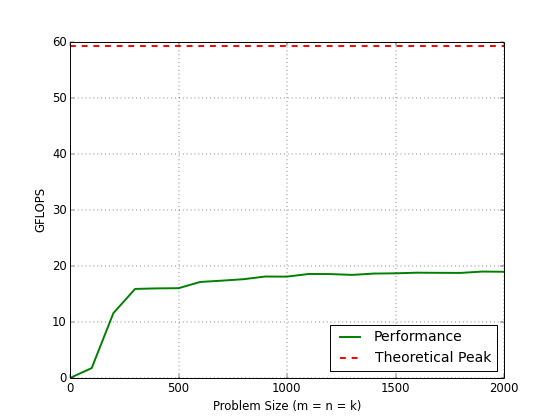 60
50
40
30
20
10
0
GFLOPS
Performance
Theoretical Peak
0 500 1000 1500 2000
Problem Size (m = n = k)